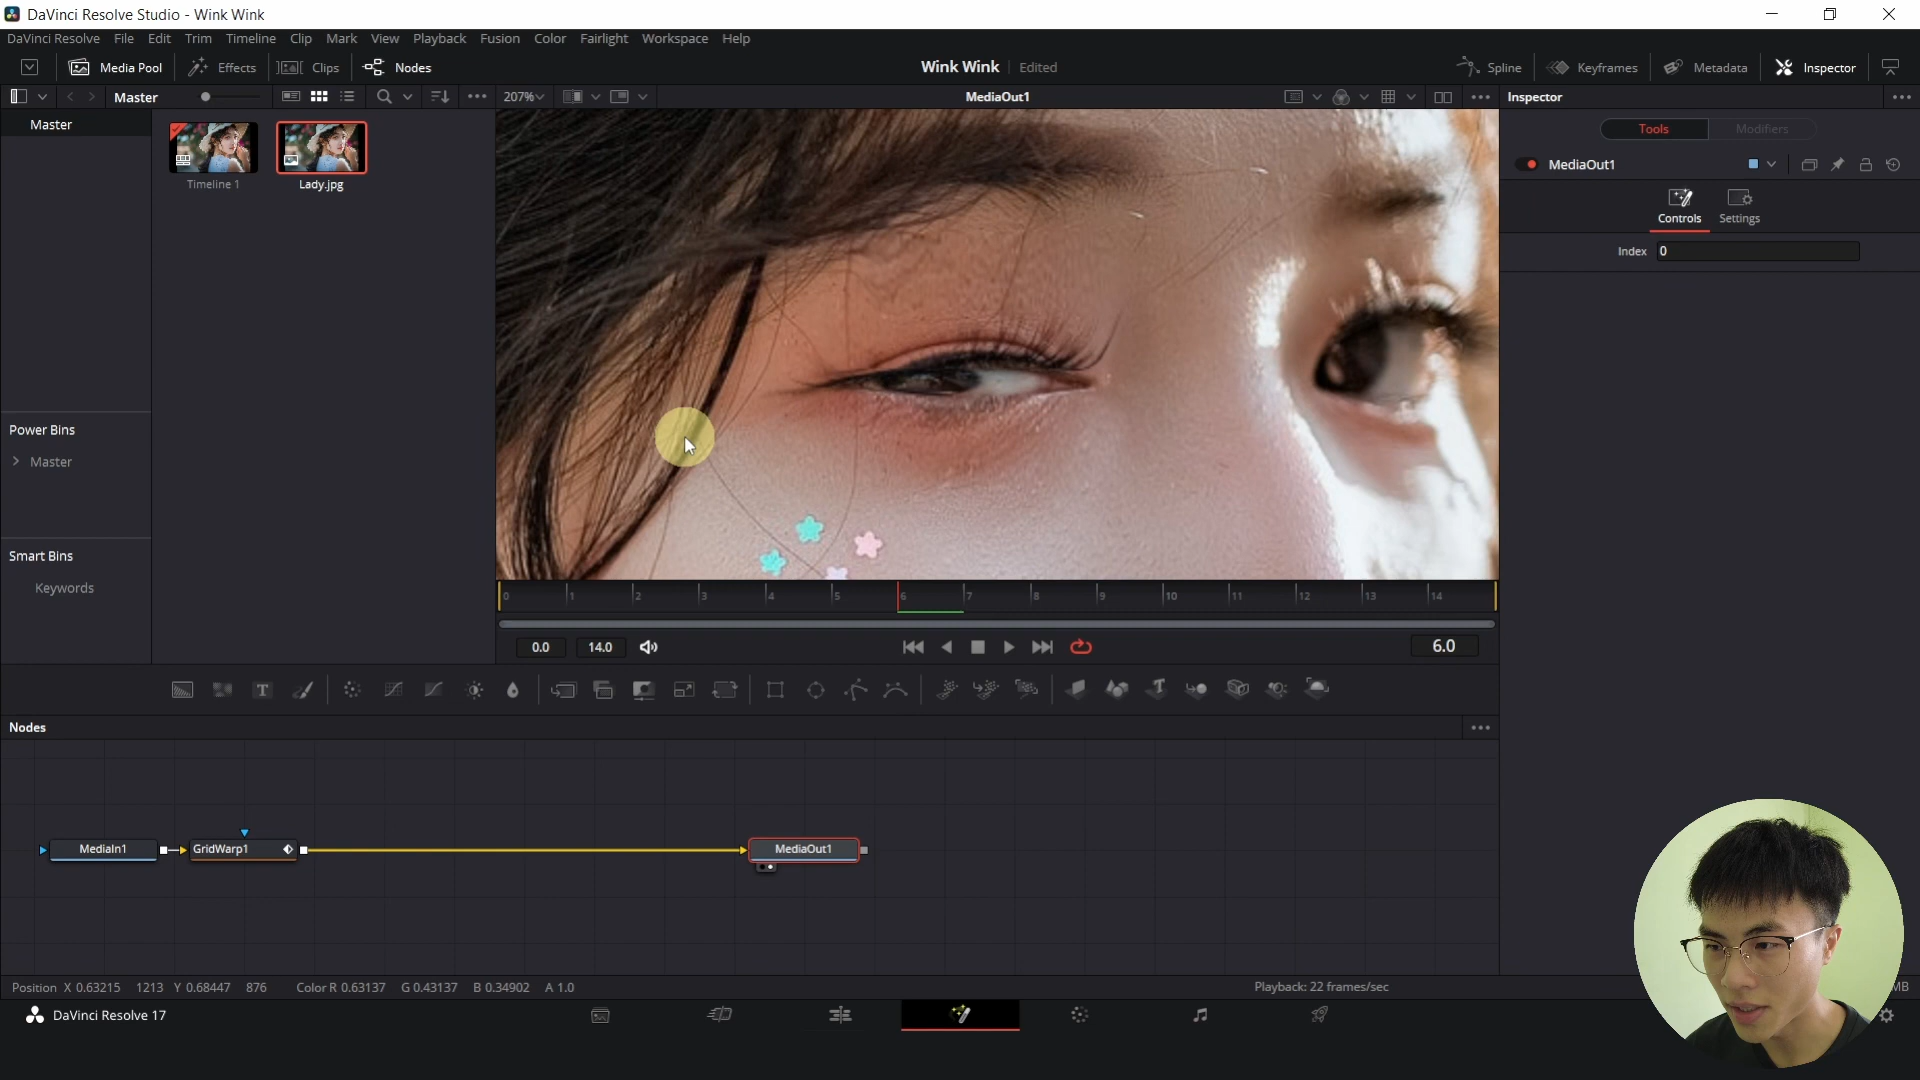 DaVinci Resolve Studio - Wink Wink
DaVinci Resolve File Edit Trim Timeline Clip Mark View Playback Fusion Color Fairlight Workspace Help
Media Pool Effects Clips Nodes Wink Wink Edited Spline Keyframes Metadata Inspector
Master 207% MediaOut1 Inspector
Master
Timeline 1
Lady.jpg
Tools Modifiers
MediaOut1
Controls Settings
Index 0
Power Bins
Master
Smart Bins
Keywords
0 1 2 3 4 5 6 7 8 9 10 11 12 13 14
0.0 14.0 6.0
T T
Nodes
MediaIn1 GridWarp1 MediaOut1
Position X 0.63215 1213 Y 0.68447 876 Color R 0.63137 G 0.43137 B 0.34902 A 1.0 Playback: 22 frames/sec MB
DaVinci Resolve 17